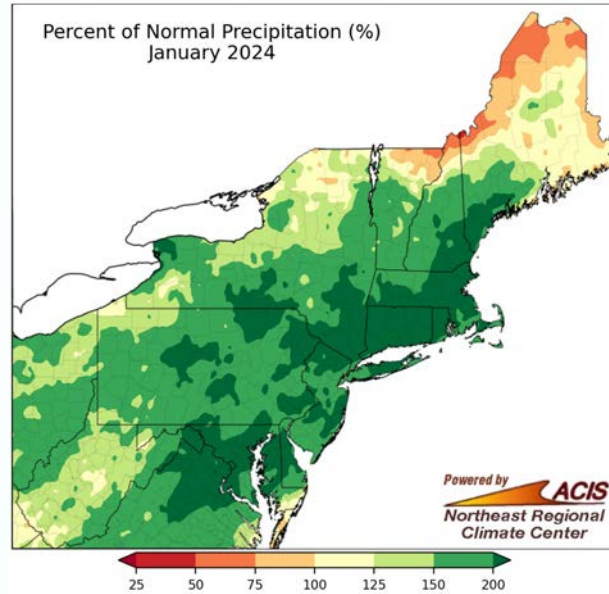 Percent of Normal Precipitation (%)
January 2024
Powered by
ACIS
Northeast Regional
Climate Center
25 50 75 100 125 150 200